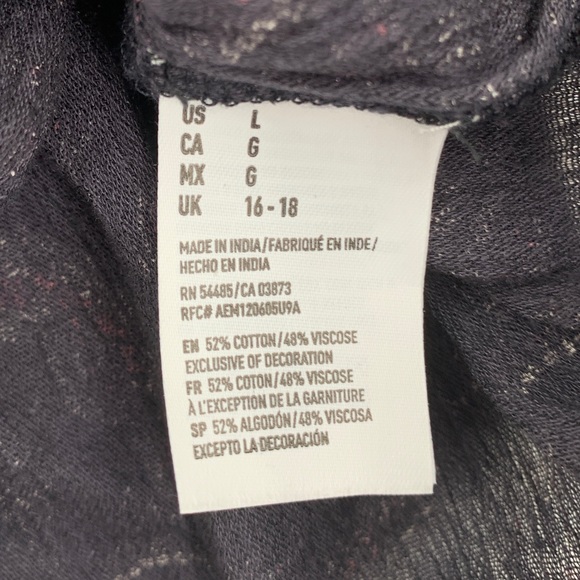 US L
CA G
MX G
UK 16-18
MADE IN INDIA/FABRIQUÉ EN INDE/
HECHO EN INDIA
RN 54485/CA 03873
RFC# AEM120605U9A
EN 52% COTTON/48% VISCOSE
EXCLUSIVE OF DECORATION
FR 52% COTON/48% VISCOSE
À L'EXCEPTION DE LA GARNITURE
SP 52% ALGODÓN/48% VISCOSA
EXCEPTO LA DECORACIÓN